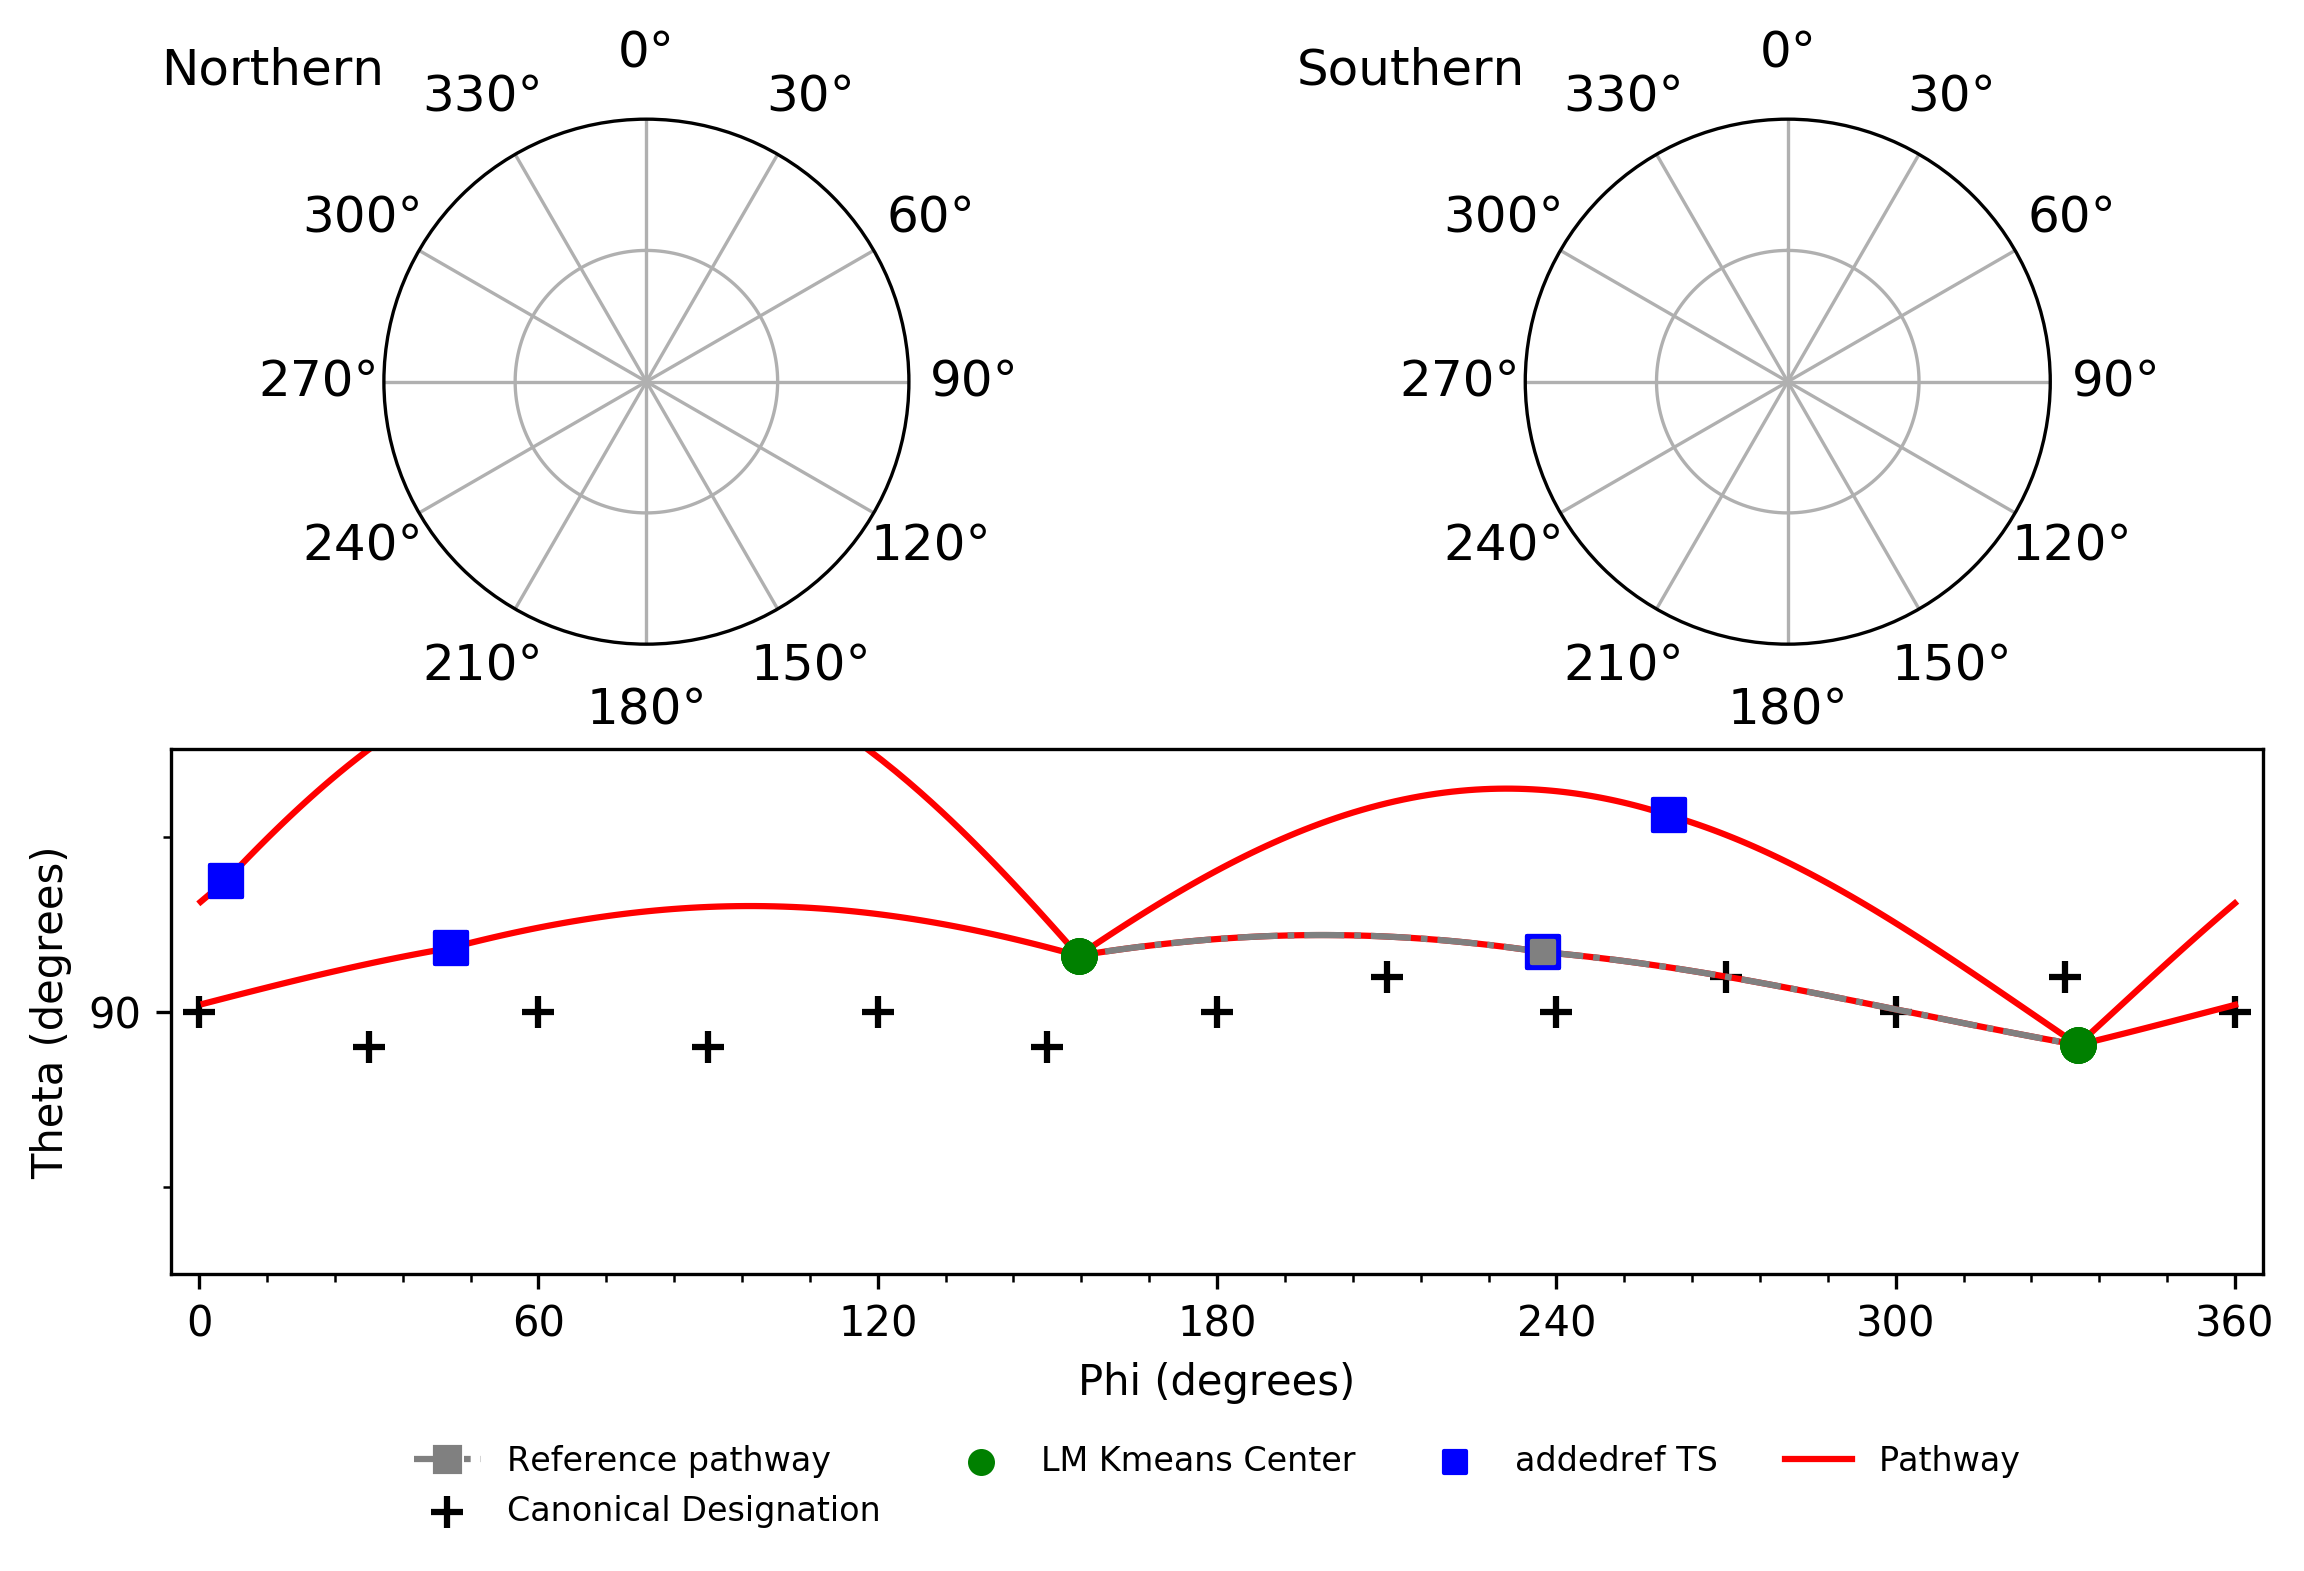 Northern
0°
30°
60°
90°
120°
150°
180°
210°
240°
270°
300°
330°
Southern
0°
30°
60°
90°
120°
150°
180°
210°
240°
270°
300°
330°
Theta (degrees)
90
0 60 120 180 240 300 360
Phi (degrees)
Reference pathway
Canonical Designation
LM Kmeans Center
addedref TS
Pathway